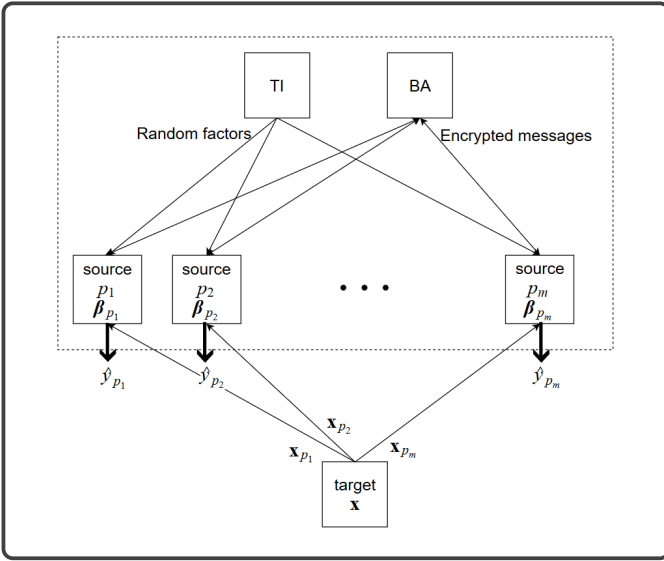 TI
BA
Random factors
Encrypted messages
source
p₁
𝜷ₚ₁
source
p₂
𝜷ₚ₂
• • •
source
pₘ
𝜷ₚₘ
ŷₚ₁
ŷₚ₂
ŷₚₘ
𝐱ₚ₁
𝐱ₚ₂
𝐱ₚₘ
target
𝐱